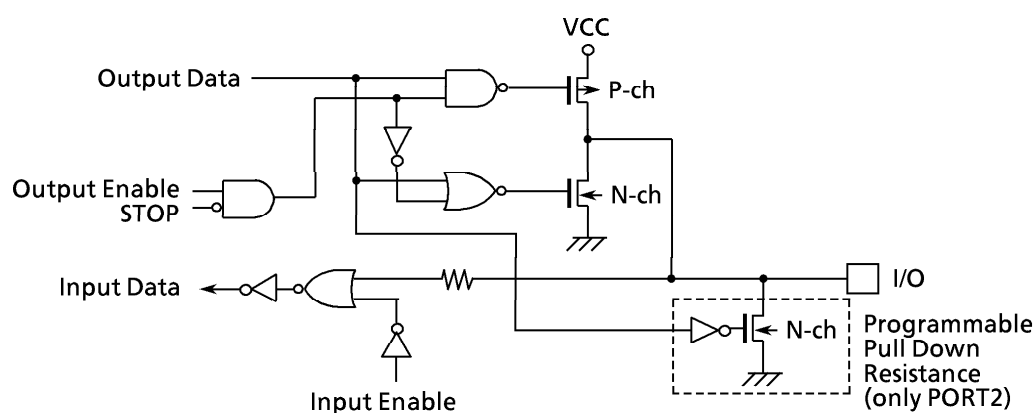 VCC
Output Data
P-ch
Output Enable
STOP
N-ch
Input Data
I/O
N-ch
Programmable
Pull Down
Resistance
(only PORT2)
Input Enable